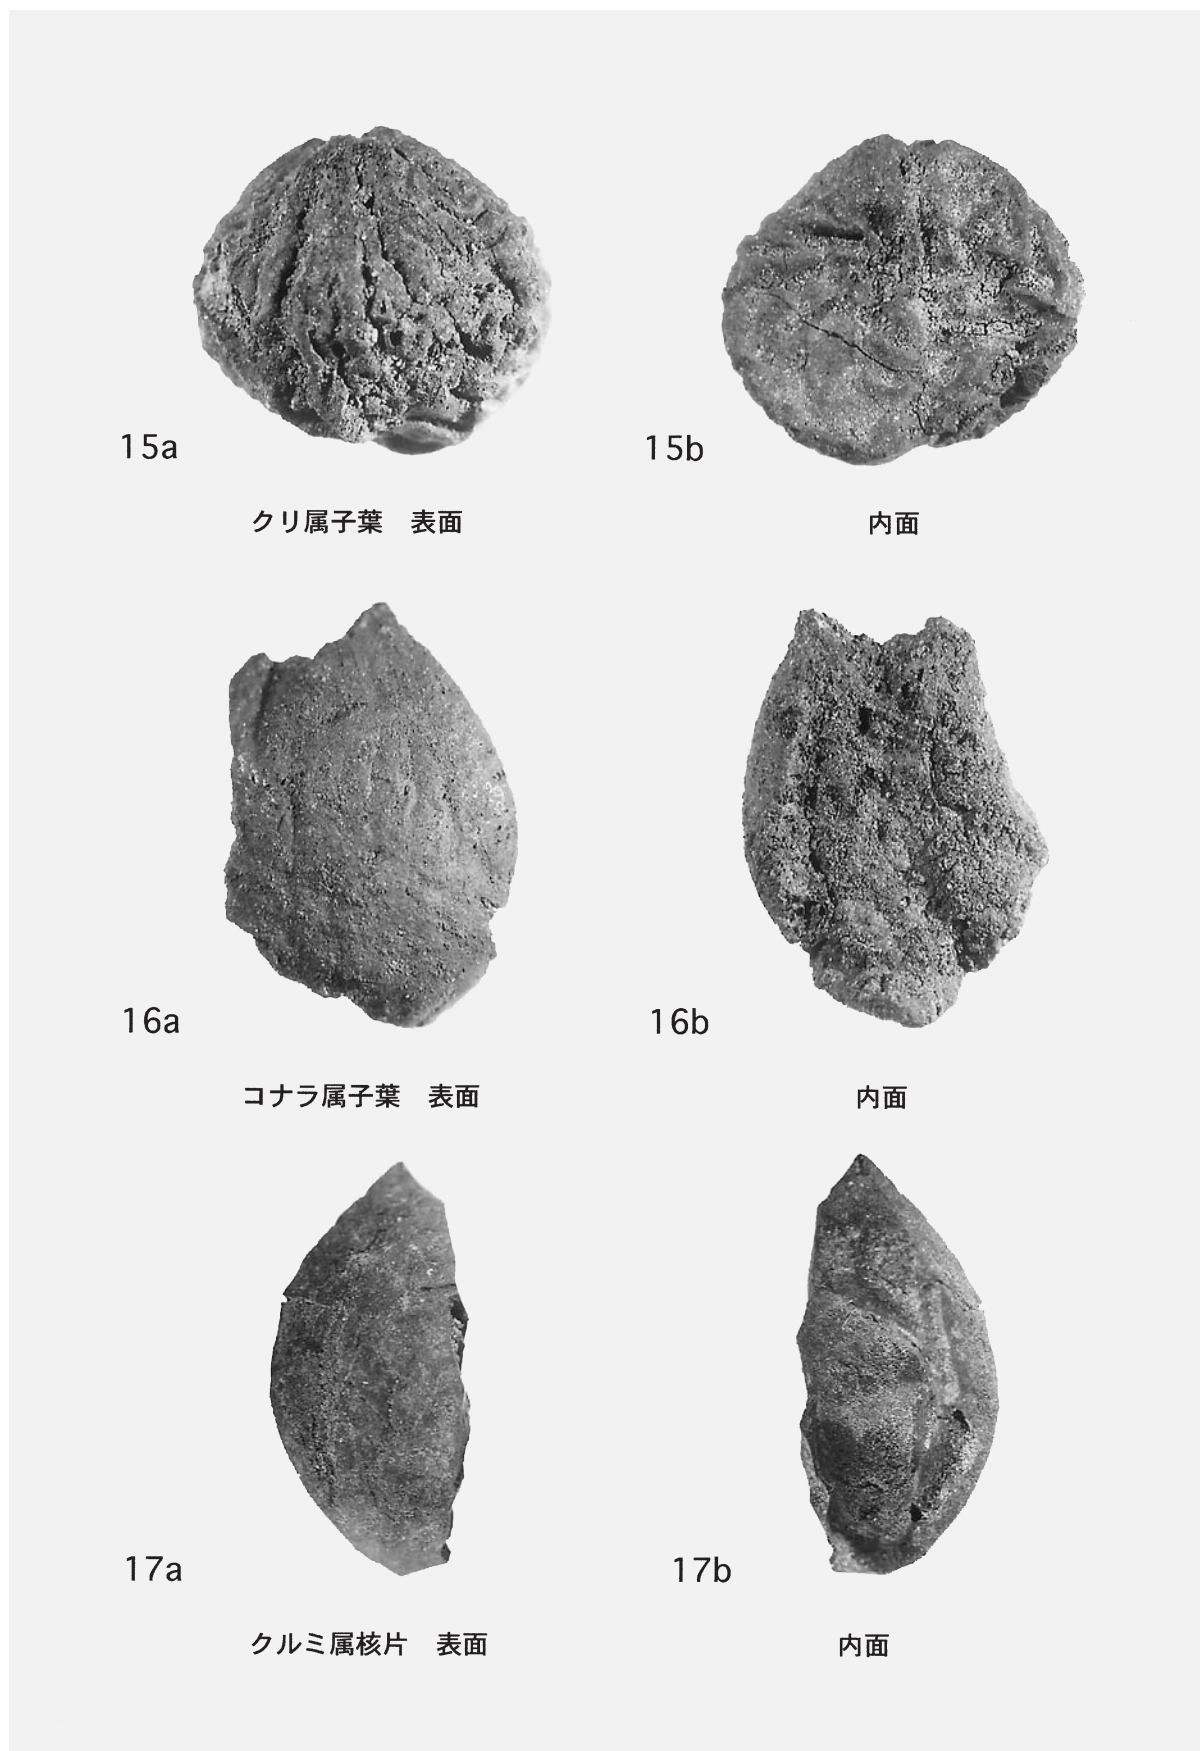 15a
15b
クリ属子葉　表面
内面
16a
16b
コナラ属子葉　表面
内面
17a
17b
クルミ属核片　表面
内面